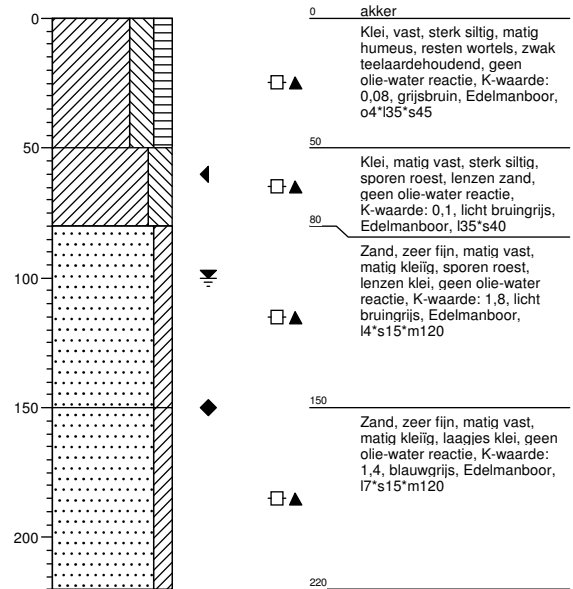 0
50
100
150
200
0 akker
Klei, vast, sterk siltig, matig
humeus, resten wortels, zwak
teelaardehoudend, geen
olie-water reactie, K-waarde:
0,08, grijsbruin, Edelmanboor,
o4*l35*s45
50
Klei, matig vast, sterk siltig,
sporen roest, lenzen zand,
geen olie-water reactie,
K-waarde: 0,1, licht bruingrijs,
Edelmanboor, l35*s40
80
Zand, zeer fijn, matig vast,
matig kleiïg, sporen roest,
lenzen klei, geen olie-water
reactie, K-waarde: 1,8, licht
bruingrijs, Edelmanboor,
l4*s15*m120
150
Zand, zeer fijn, matig vast,
matig kleiïg, laagjes klei, geen
olie-water reactie, K-waarde:
1,4, blauwgrijs, Edelmanboor,
l7*s15*m120
220